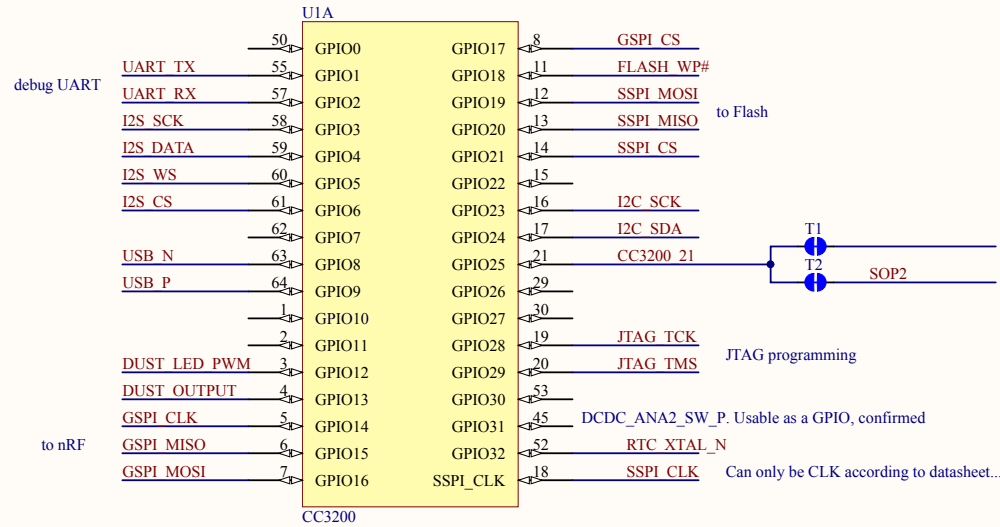 U1A
50 GPIO0 GPIO17 8 GSPI_CS
debug UART
UART_TX 55 GPIO1 GPIO18 11 FLASH_WP#
UART_RX 57 GPIO2 GPIO19 12 SSPI_MOSI
to Flash
I2S_SCK 58 GPIO3 GPIO20 13 SSPI_MISO
I2S_DATA 59 GPIO4 GPIO21 14 SSPI_CS
I2S_WS 60 GPIO5 GPIO22 15
I2S_CS 61 GPIO6 GPIO23 16 I2C_SCK
62 GPIO7 GPIO24 17 I2C_SDA
T1
USB_N 63 GPIO8 GPIO25 21 CC3200_21
T2
SOP2
USB_P 64 GPIO9 GPIO26 29
1 GPIO10 GPIO27 30
2 GPIO11 GPIO28 19 JTAG_TCK
JTAG programming
DUST_LED_PWM 3 GPIO12 GPIO29 20 JTAG_TMS
DUST_OUTPUT 4 GPIO13 GPIO30 53
GSPI_CLK 5 GPIO14 GPIO31 45 DCDC_ANA2_SW_P. Usable as a GPIO, confirmed
to nRF
GSPI_MISO 6 GPIO15 GPIO32 52 RTC_XTAL_N
GSPI_MOSI 7 GPIO16 SSPI_CLK 18 SSPI_CLK Can only be CLK according to datasheet...
CC3200